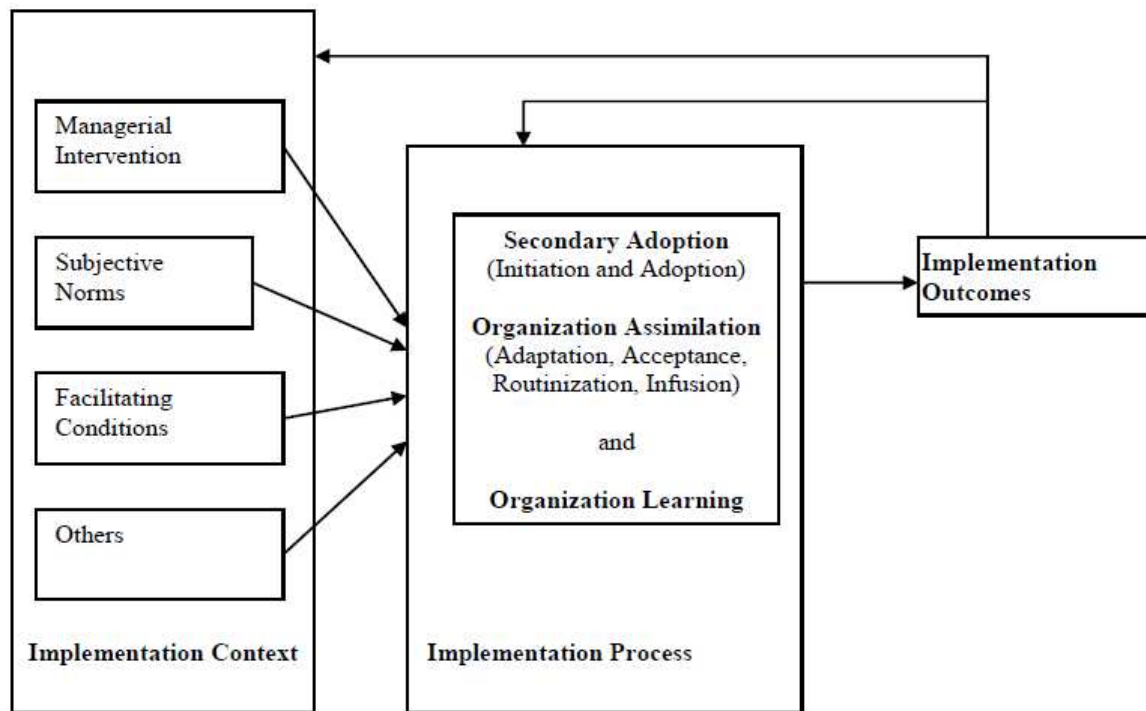 Managerial
Intervention
Subjective
Norms
Facilitating
Conditions
Others
Implementation Context
Secondary Adoption
(Initiation and Adoption)
Organization Assimilation
(Adaptation, Acceptance,
Routinization, Infusion)
and
Organization Learning
Implementation Process
Implementation
Outcomes